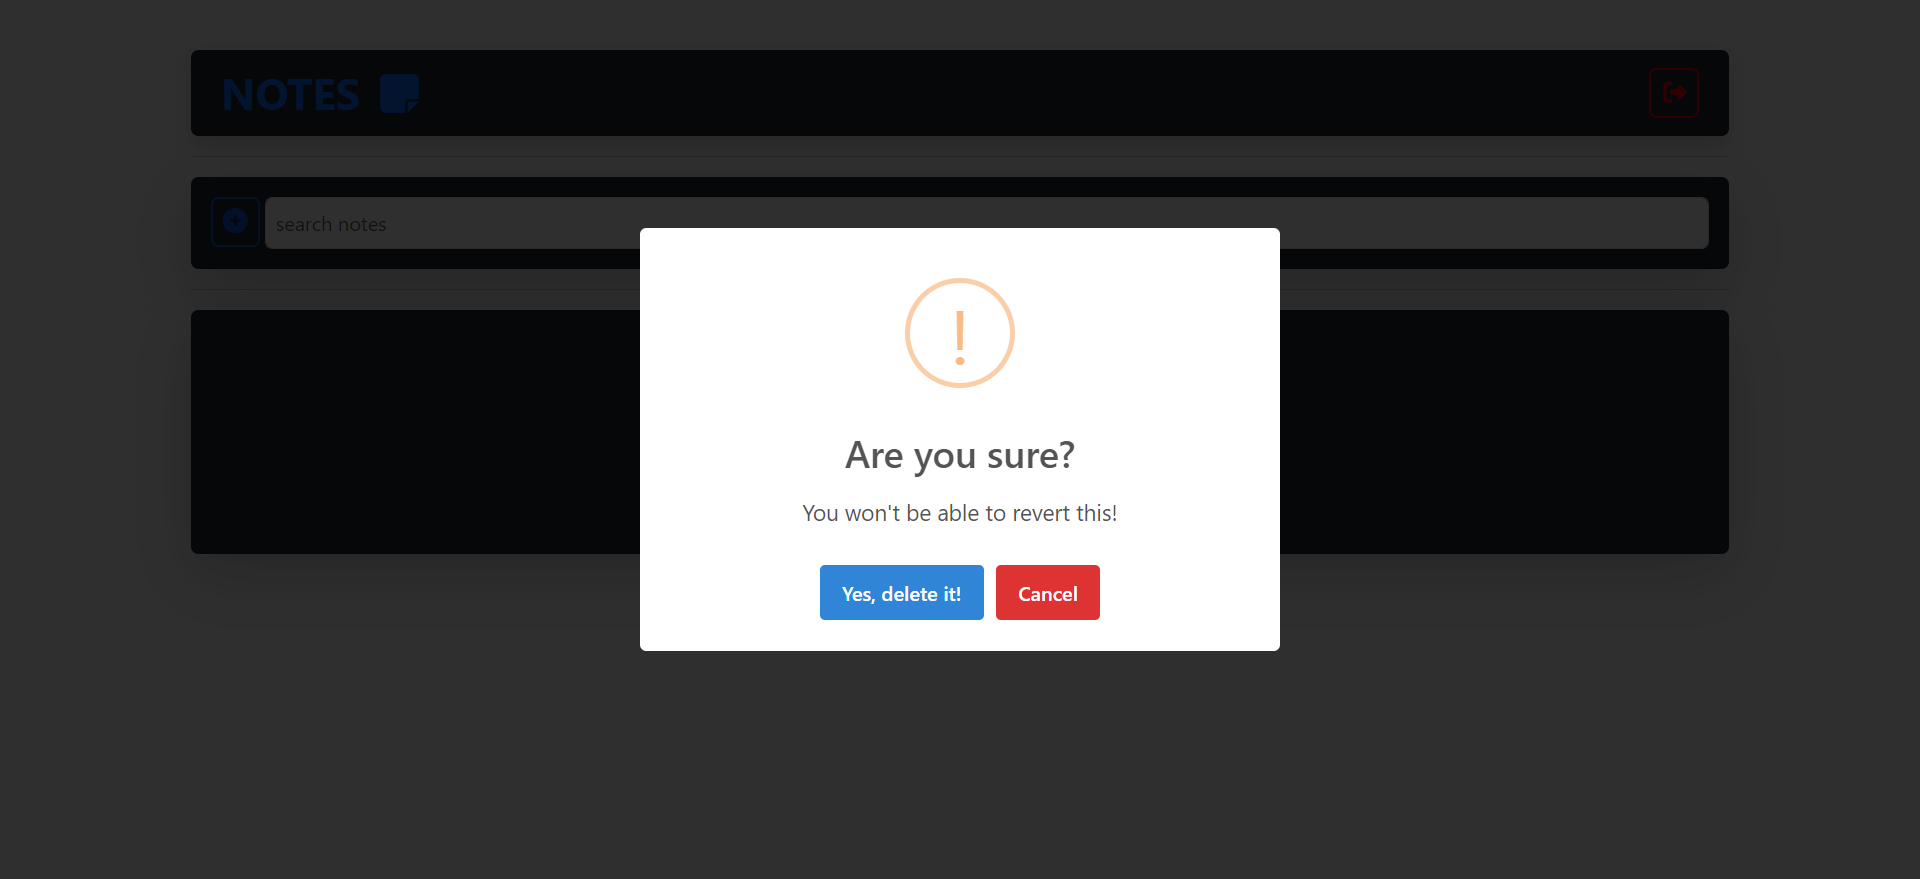 NOTES
search notes
!
Are you sure?
You won't be able to revert this!
Yes, delete it!
Cancel